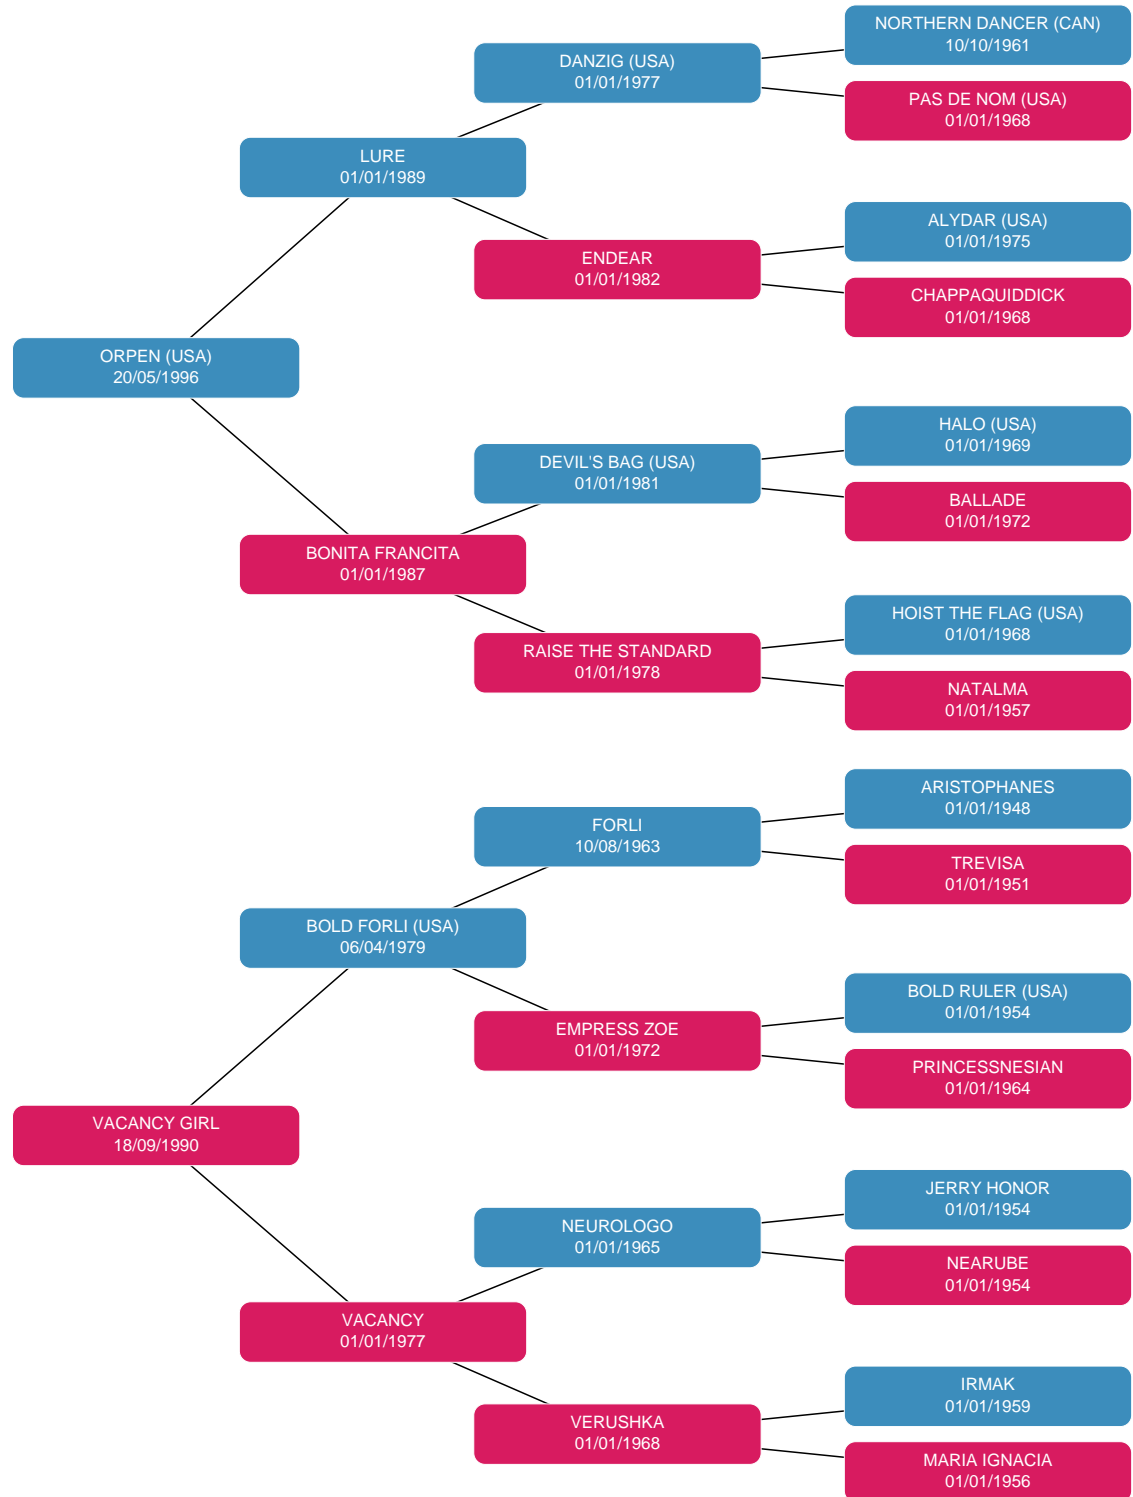 NORTHERN DANCER (CAN)
10/10/1961
DANZIG (USA)
01/01/1977
PAS DE NOM (USA)
01/01/1968
LURE
01/01/1989
ALYDAR (USA)
01/01/1975
ENDEAR
01/01/1982
CHAPPAQUIDDICK
01/01/1968
ORPEN (USA)
20/05/1996
HALO (USA)
01/01/1969
DEVIL'S BAG (USA)
01/01/1981
BALLADE
01/01/1972
BONITA FRANCITA
01/01/1987
HOIST THE FLAG (USA)
01/01/1968
RAISE THE STANDARD
01/01/1978
NATALMA
01/01/1957
ARISTOPHANES
01/01/1948
FORLI
10/08/1963
TREVISA
01/01/1951
BOLD FORLI (USA)
06/04/1979
BOLD RULER (USA)
01/01/1954
EMPRESS ZOE
01/01/1972
PRINCESSNESIAN
01/01/1964
VACANCY GIRL
18/09/1990
JERRY HONOR
01/01/1954
NEUROLOGO
01/01/1965
NEARUBE
01/01/1954
VACANCY
01/01/1977
IRMAK
01/01/1959
VERUSHKA
01/01/1968
MARIA IGNACIA
01/01/1956